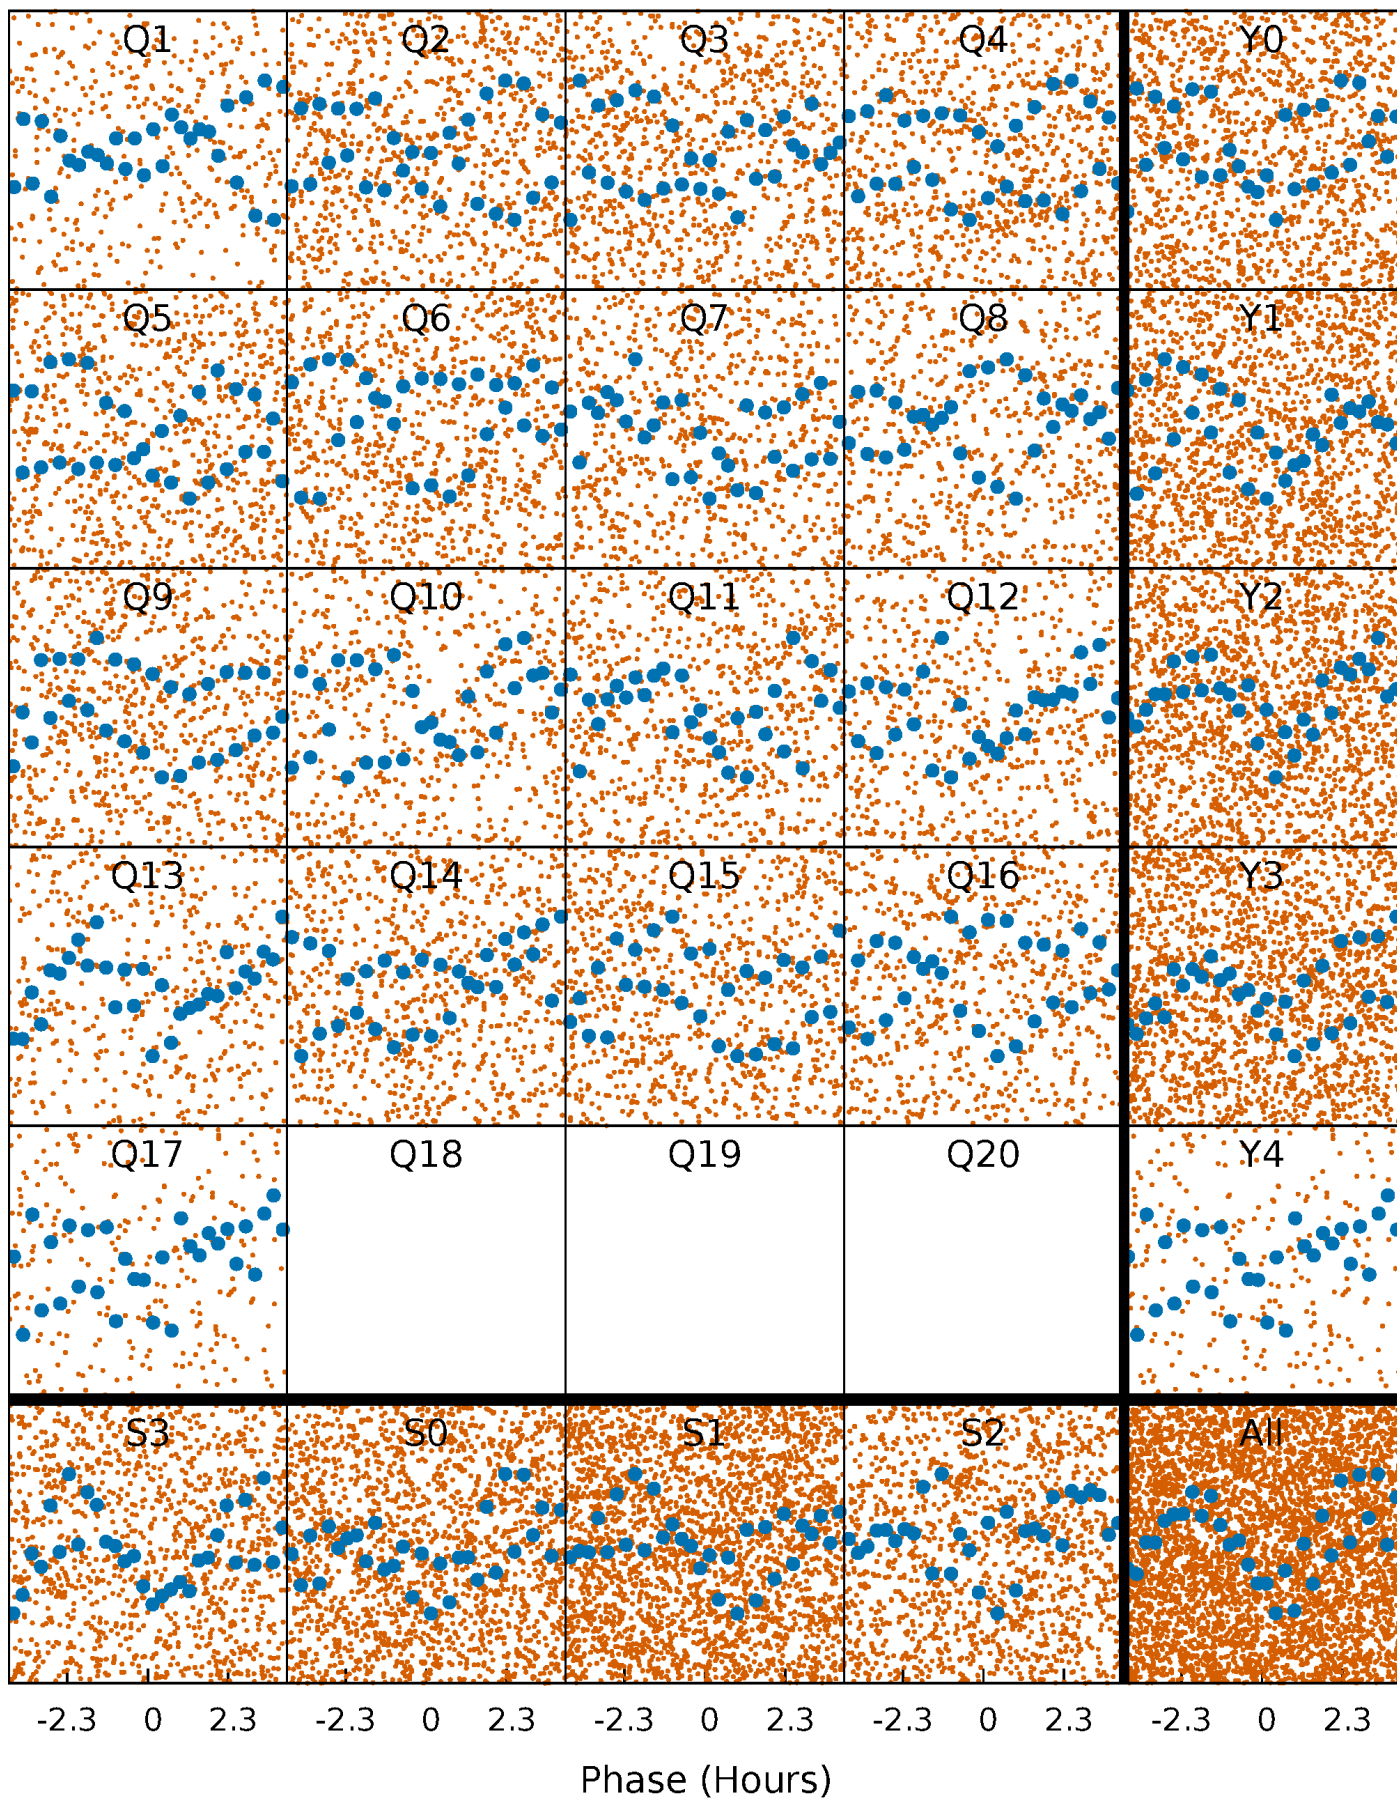 Q1 Q2 Q3 Q4 Y0
Q5 Q6 Q7 Q8 Y1
Q9 Q10 Q11 Q12 Y2
Q13 Q14 Q15 Q16 Y3
Q17 Q18 Q19 Q20 Y4
S3 S0 S1 S2 All
-2.3 0 2.3 -2.3 0 2.3 -2.3 0 2.3 -2.3 0 2.3 -2.3 0 2.3
Phase (Hours)